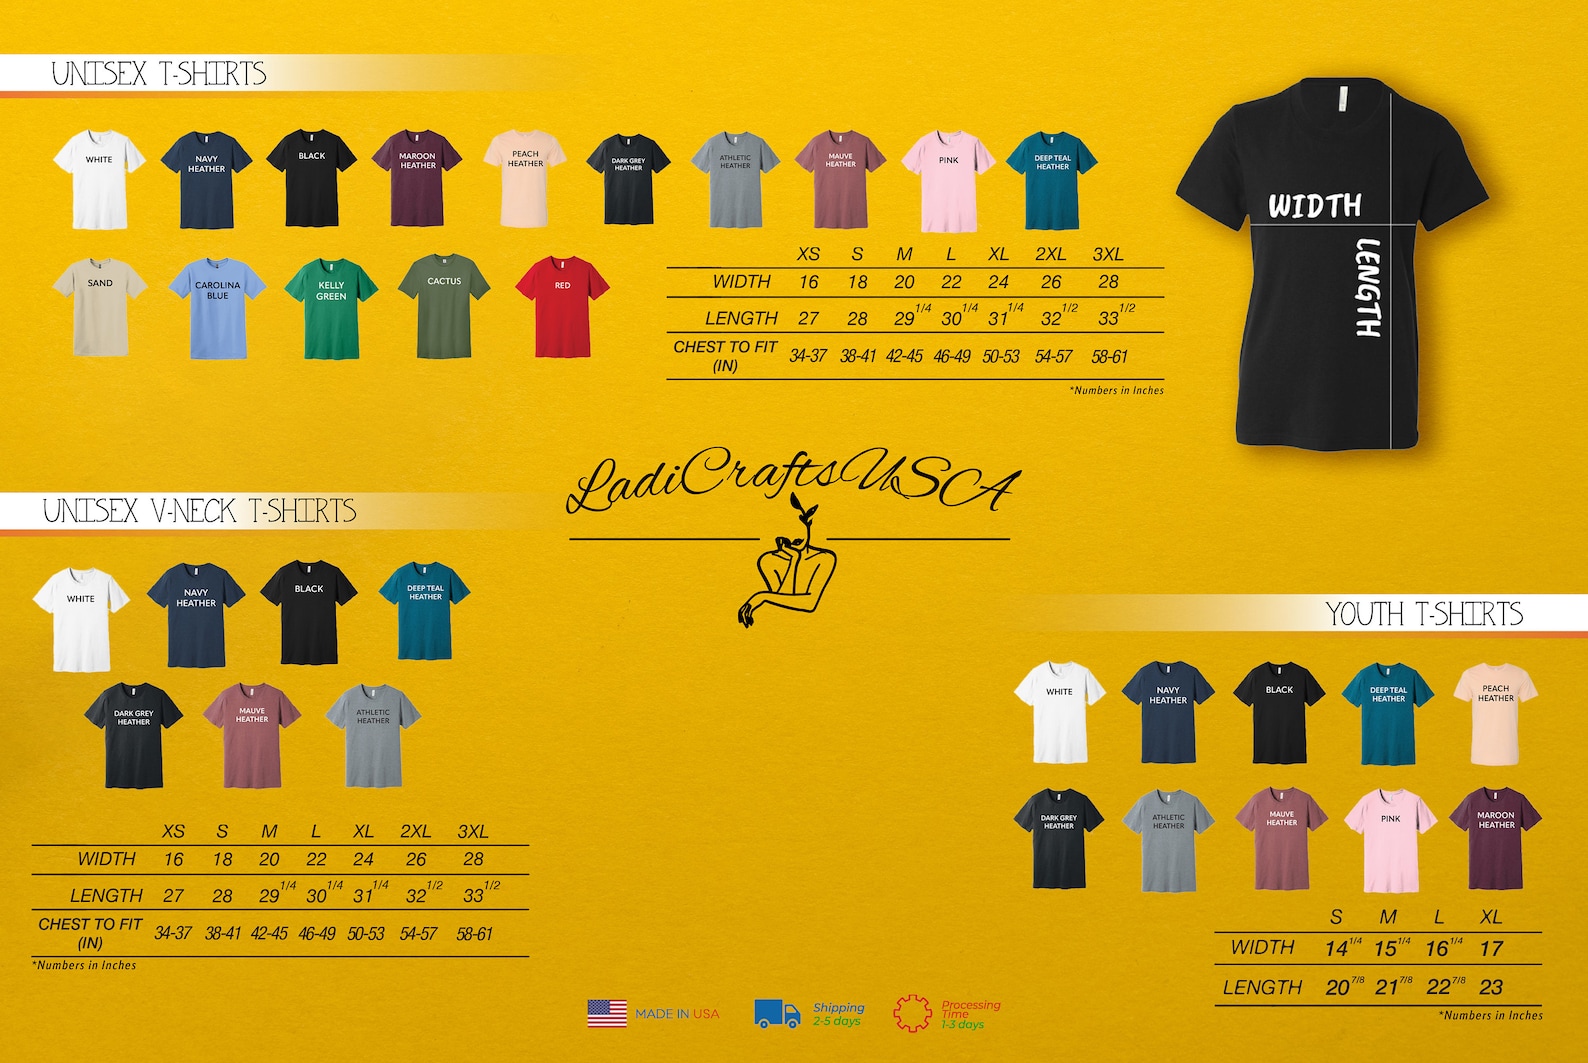 UNISEX T-SHIRTS
WHITE
NAVY
HEATHER
BLACK
MAROON
HEATHER
PEACH
HEATHER
DARK GREY
HEATHER
ATHLETIC
HEATHER
MAUVE
HEATHER
PINK
DEEP TEAL
HEATHER
SAND
CAROLINA
BLUE
KELLY
GREEN
CACTUS
RED
XS S M L XL 2XL 3XL
WIDTH 16 18 20 22 24 26 28
LENGTH 27 28 29 1/4 30 1/4 31 1/4 32 1/2 33 1/2
CHEST TO FIT
(IN) 34-37 38-41 42-45 46-49 50-53 54-57 58-61
*Numbers in Inches
WIDTH
LENGTH
LadiCraftsUSA
UNISEX V-NECK T-SHIRTS
WHITE
NAVY
HEATHER
BLACK
DEEP TEAL
HEATHER
DARK GREY
HEATHER
MAUVE
HEATHER
ATHLETIC
HEATHER
XS S M L XL 2XL 3XL
WIDTH 16 18 20 22 24 26 28
LENGTH 27 28 29 1/4 30 1/4 31 1/4 32 1/2 33 1/2
CHEST TO FIT
(IN) 34-37 38-41 42-45 46-49 50-53 54-57 58-61
*Numbers in Inches
YOUTH T-SHIRTS
WHITE
NAVY
HEATHER
BLACK
DEEP TEAL
HEATHER
PEACH
HEATHER
DARK GREY
HEATHER
ATHLETIC
HEATHER
MAUVE
HEATHER
PINK
MAROON
HEATHER
S M L XL
WIDTH 14 1/4 15 1/4 16 1/4 17
LENGTH 20 7/8 21 7/8 22 7/8 23
*Numbers in Inches
MADE IN USA
Shipping
2-5 days
Processing
Time
1-3 days